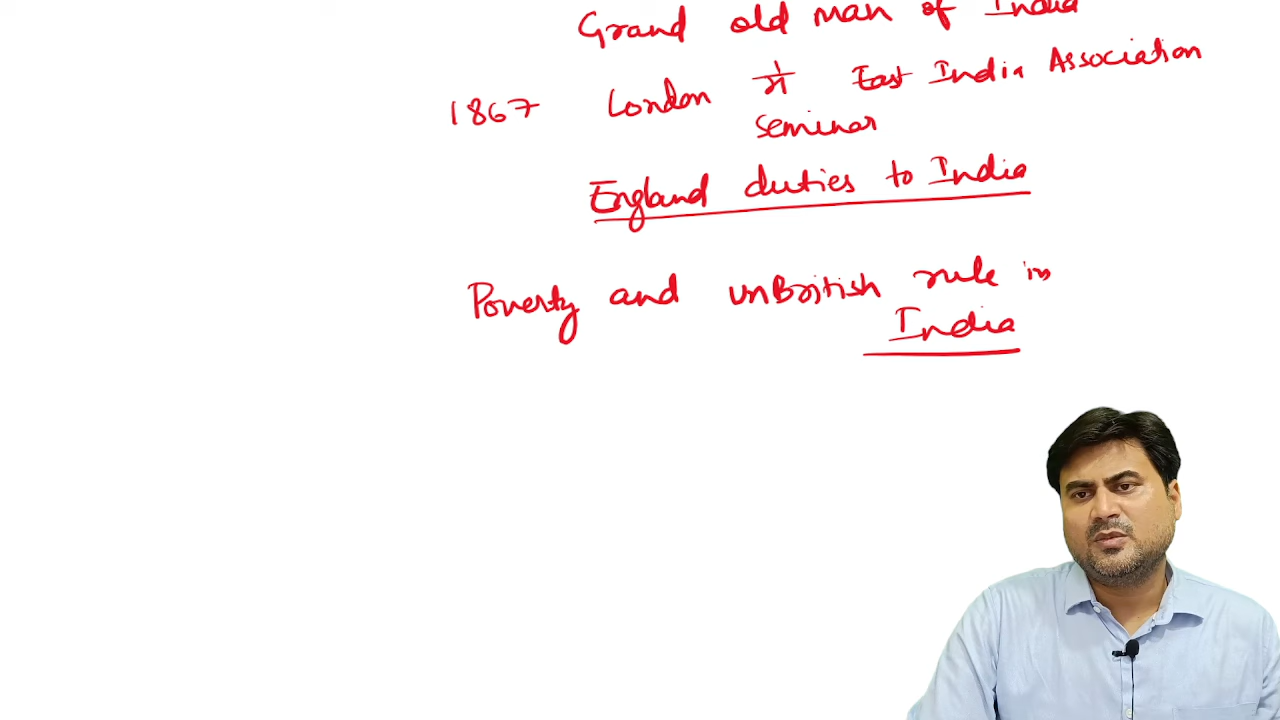 Grand old man of India
1867 London में East India Association
seminar
England duties to India
Poverty and unBritish rule in
India